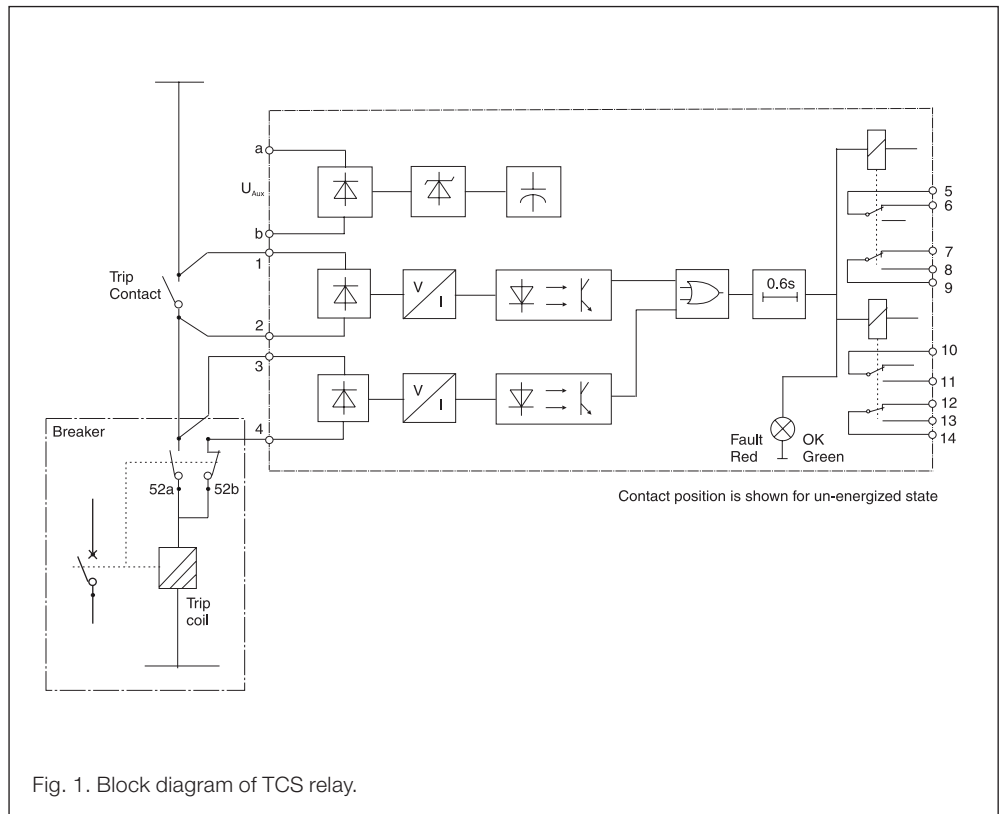 a
U Aux
b
1
Trip
Contact
2
3
4
Breaker
52a
52b
Trip
coil
V
I
V
I
0.6s
5
6
7
8
9
10
11
12
13
14
Fault
Red
OK
Green
Contact position is shown for un-energized state
Fig. 1. Block diagram of TCS relay.